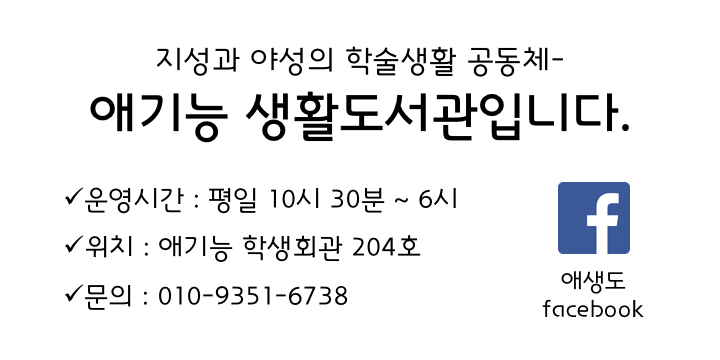 지성과 야성의 학술생활 공동체-
애기능 생활도서관입니다.
✓운영시간 : 평일 10시 30분 ~ 6시
✓위치 : 애기능 학생회관 204호
✓문의 : 010-9351-6738
f
애생도
facebook